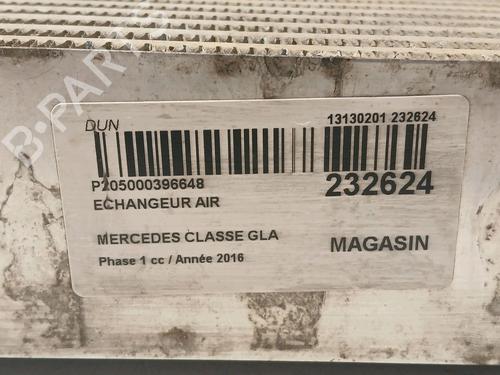 DUN
13130201 232624
P205000396648
232624
ECHANGEUR AIR
MERCEDES CLASSE GLA
MAGASIN
Phase 1 cc / Année 2016
B-PARTS